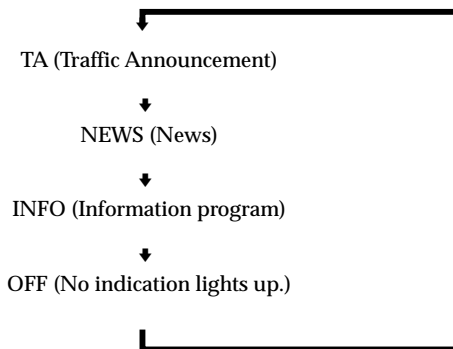 TA (Traffic Announcement)
NEWS (News)
INFO (Information program)
OFF (No indication lights up.)